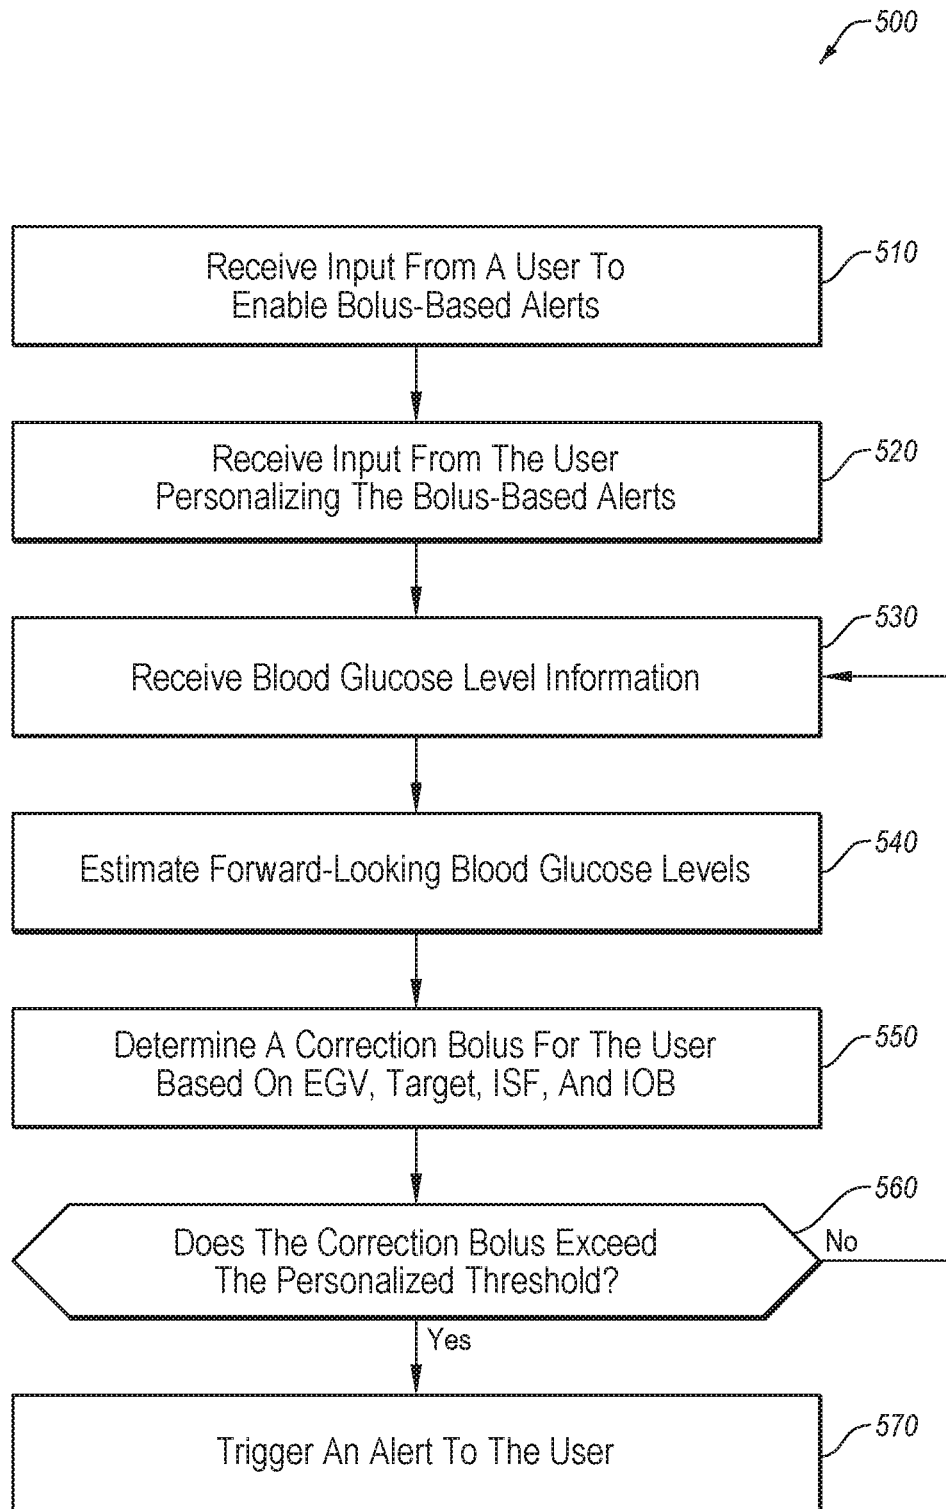 500
Receive Input From A User To
Enable Bolus-Based Alerts
510
Receive Input From The User
Personalizing The Bolus-Based Alerts
520
Receive Blood Glucose Level Information
530
Estimate Forward-Looking Blood Glucose Levels
540
Determine A Correction Bolus For The User
Based On EGV, Target, ISF, And IOB
550
Does The Correction Bolus Exceed
The Personalized Threshold?
560
No
Yes
Trigger An Alert To The User
570